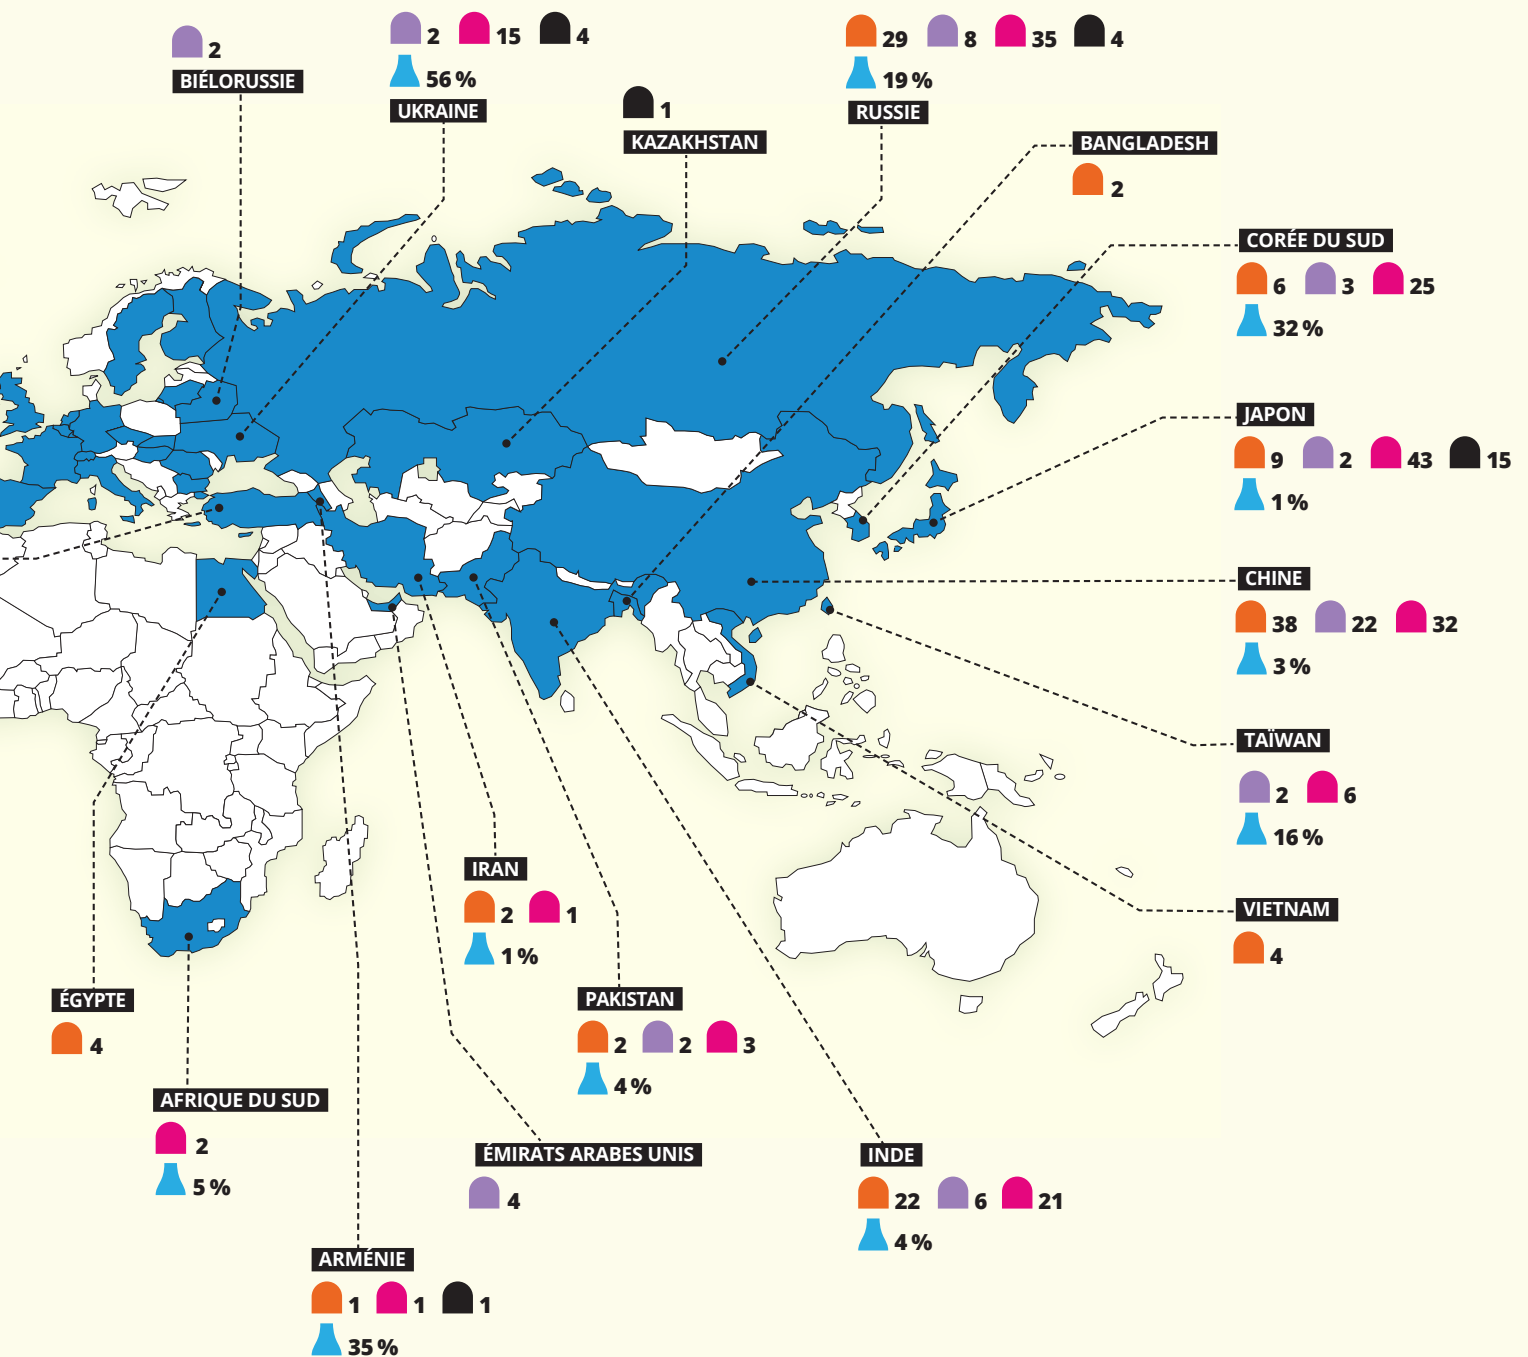 2
BIÉLORUSSIE
2 15 4
56 %
UKRAINE
1
KAZAKHSTAN
29 8 35 4
19 %
RUSSIE
BANGLADESH
2
CORÉE DU SUD
6 3 25
32 %
JAPON
9 2 43 15
1 %
CHINE
38 22 32
3 %
TAÏWAN
2 6
16 %
VIETNAM
4
IRAN
2 1
1 %
PAKISTAN
2 2 3
4 %
ÉGYPTE
4
AFRIQUE DU SUD
2
5 %
ÉMIRATS ARABES UNIS
4
INDE
22 6 21
4 %
ARMÉNIE
1 1 1
35 %